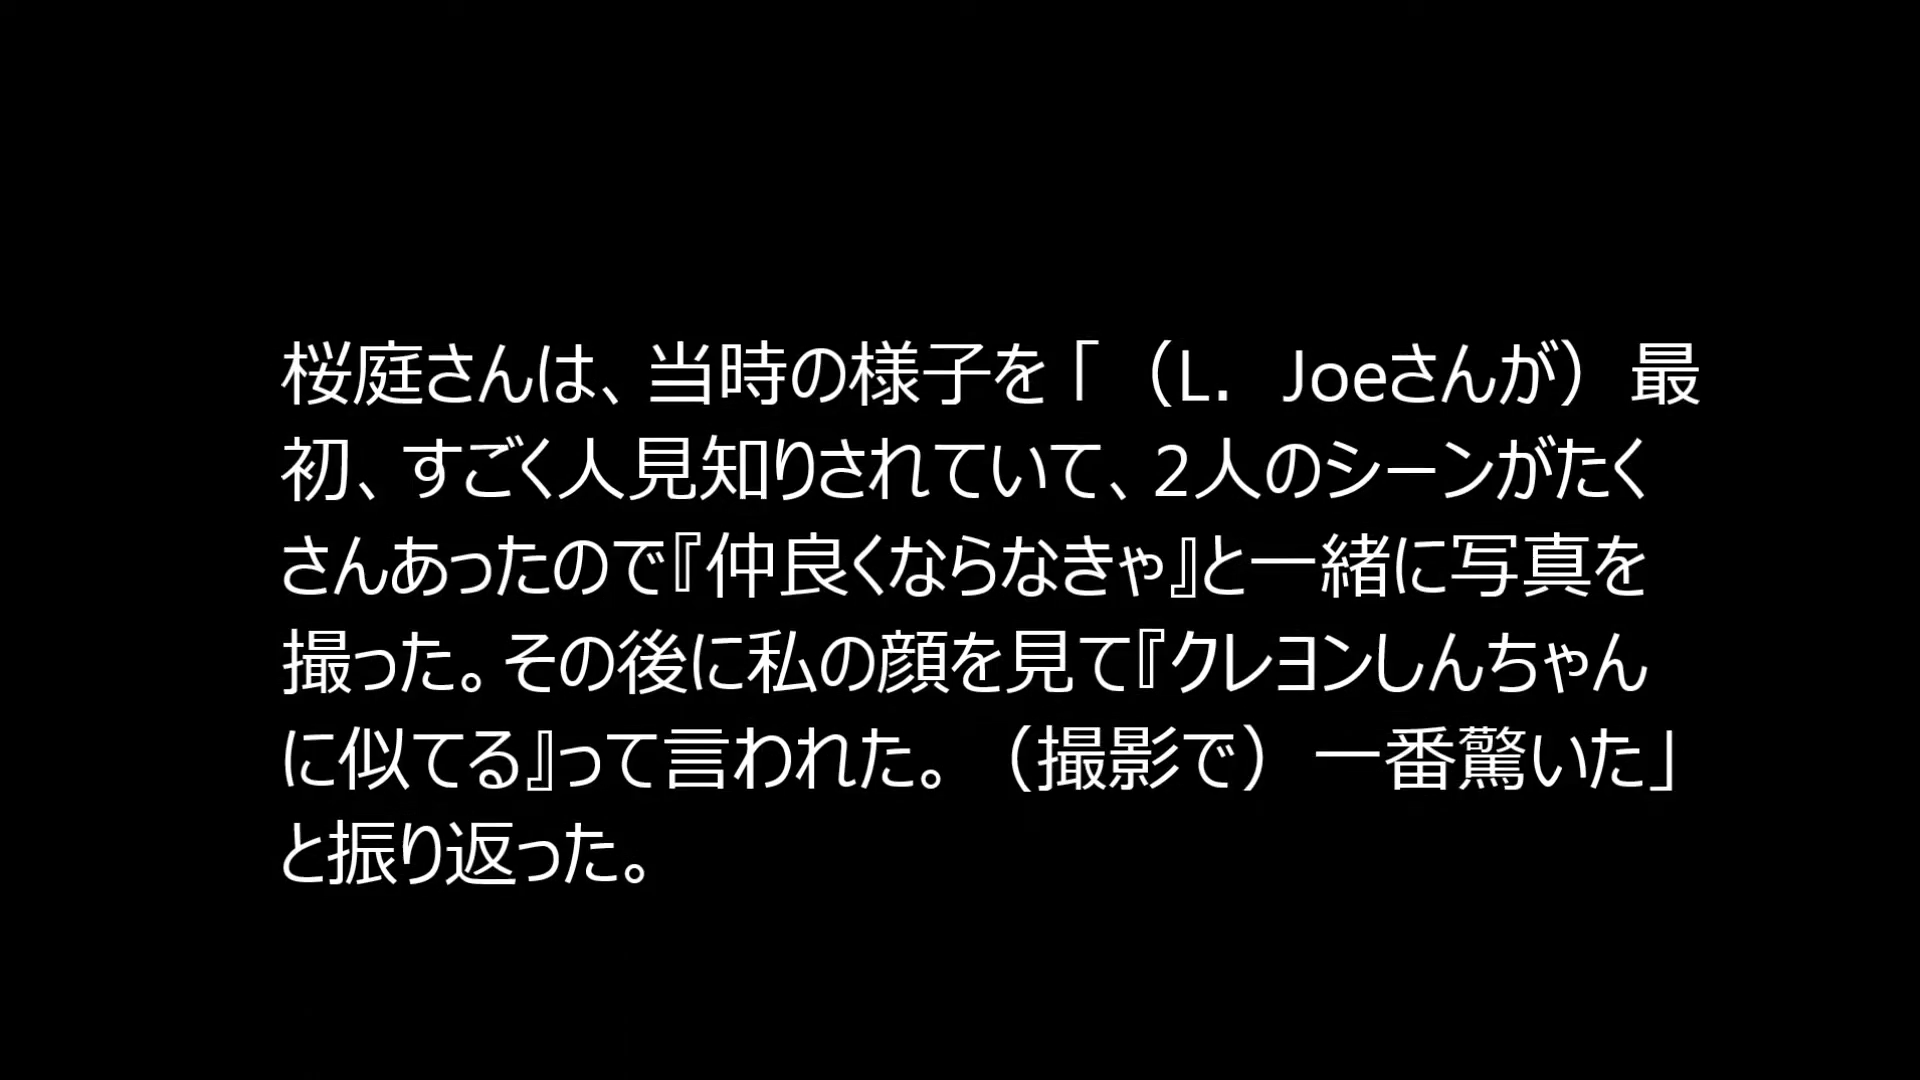 桜庭さんは、当時の様子を「（L．Joeさんが）最
初、すごく人見知りされていて、2人のシーンがたく
さんあったので『仲良くならなきゃ』と一緒に写真を
撮った。その後に私の顔を見て『クレヨンしんちゃん
に似てる』って言われた。（撮影で）一番驚いた」
と振り返った。